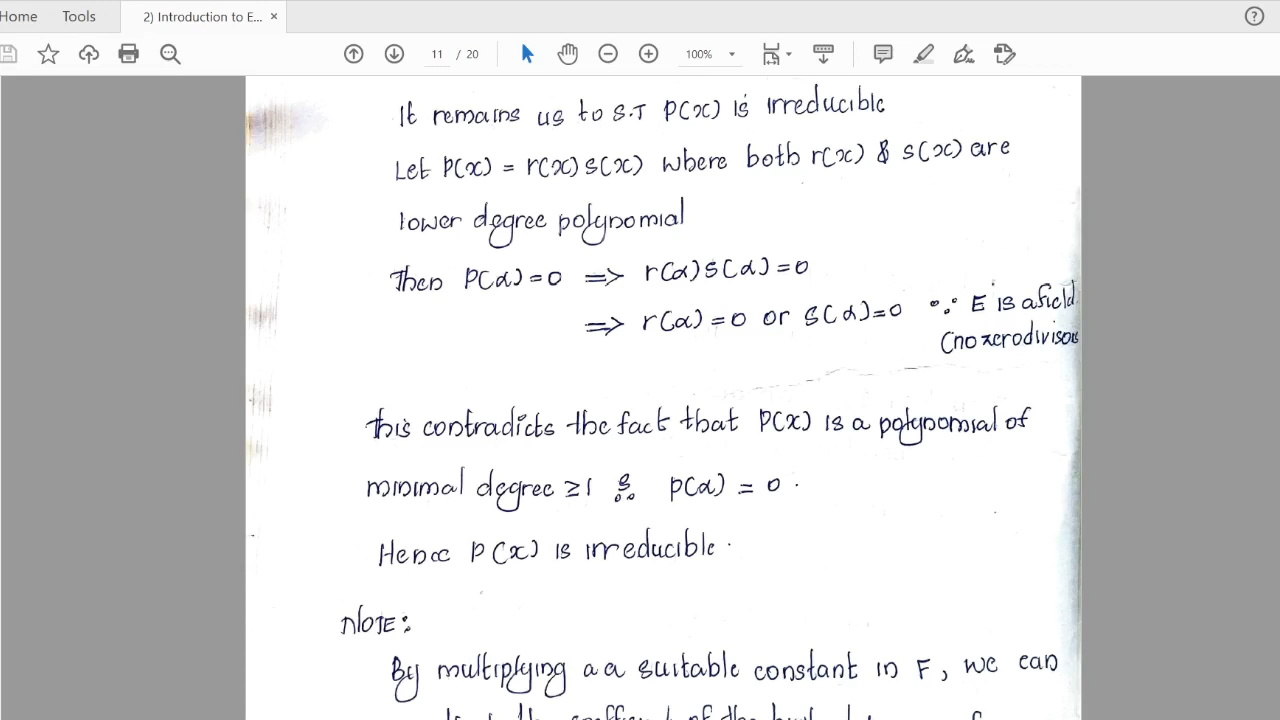 Home Tools 2) Introduction to E... ×
11 / 20 100%
It remains us to S.T P(x) is irreducible
Let P(x) = r(x) s(x) where both r(x) & s(x) are
lower degree polynomial
Then P(α)=0 => r(α)s(α)=0
=> r(α)=0 or s(α)=0 ∵ E is a field
(no zero divisors
This contradicts the fact that P(x) is a polynomial of
minimal degree ≥1 & P(α) = 0.
Hence P(x) is irreducible.
NOTE:
By multiplying a a suitable constant in F, we can